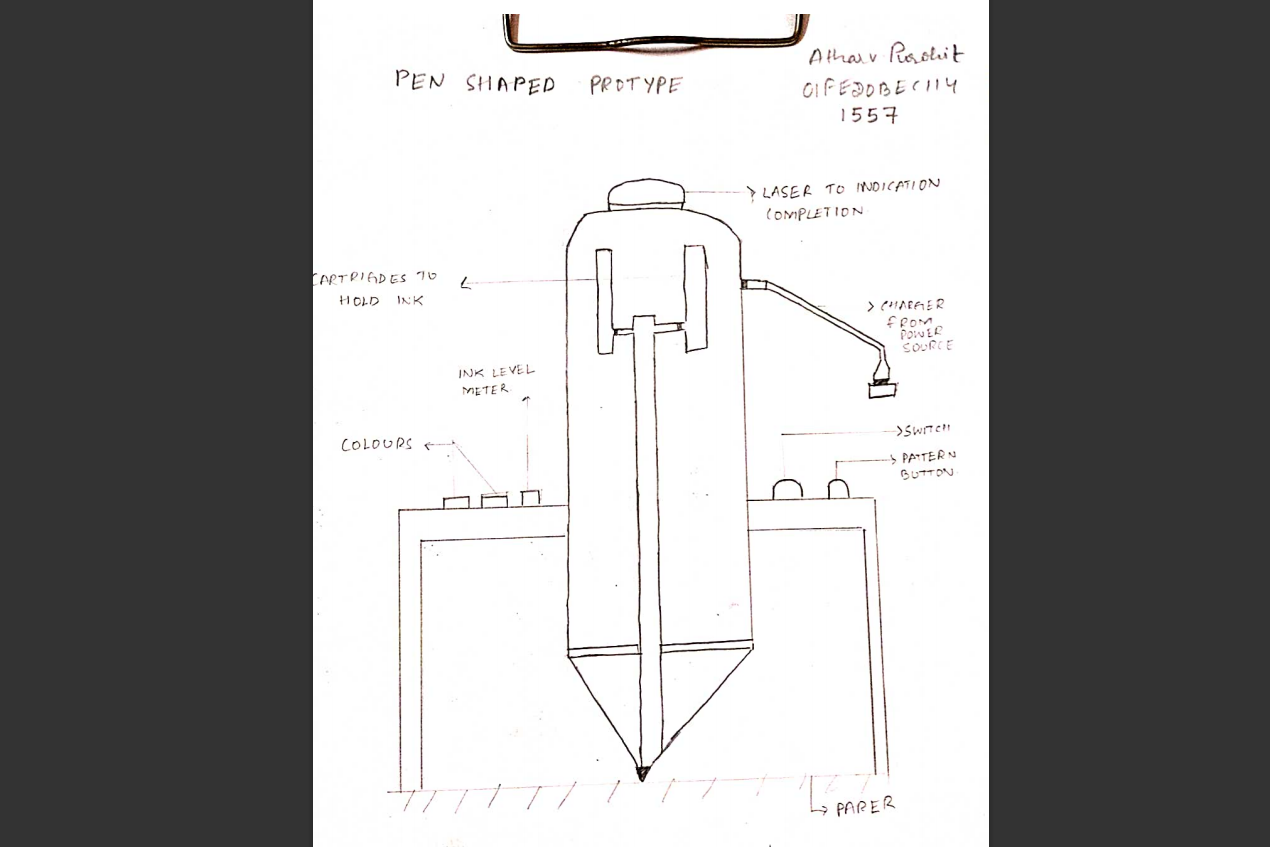 Atharv Purohit
PEN SHAPED PROTYPE
01FE20BEC114
1557
LASER TO INDICATION
COMPLETION
CARTRIGDES TO
HOLD INK
CHARGER
FROM
POWER
SOURCE
INK LEVEL
METER
COLOURS
SWITCH
PATTERN
BUTTON
PAPER